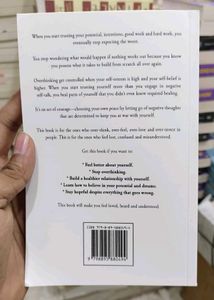 When you start trusting your potential, intentions, good work and hard work, you
eventually stop expecting the worst.
You stop wondering what would happen if nothing works out because you know
you possess what it takes to build from scratch all over again.
Overthinking get controlled when your self-esteem is high and your self-belief is
higher. When you start trusting yourself more than you engage in negative
self-talk, you heal parts of yourself that you didn't even know required healing.
It's an act of courage—choosing your own peace by letting go of negative thoughts
that are determined to keep you at war with yourself.
This book is for the ones who over-think, over-feel, over-love and over-invest in
people. This is for the ones who feel lost, confused and misunderstood.
Get this book if you want to:
• Feel better about yourself.
• Stop overthinking.
• Build a healthier relationship with yourself.
• Learn how to believe in your potential and dreams.
• Stay hopeful despite everything that goes wrong.
This book will make you feel loved, heard and understood.